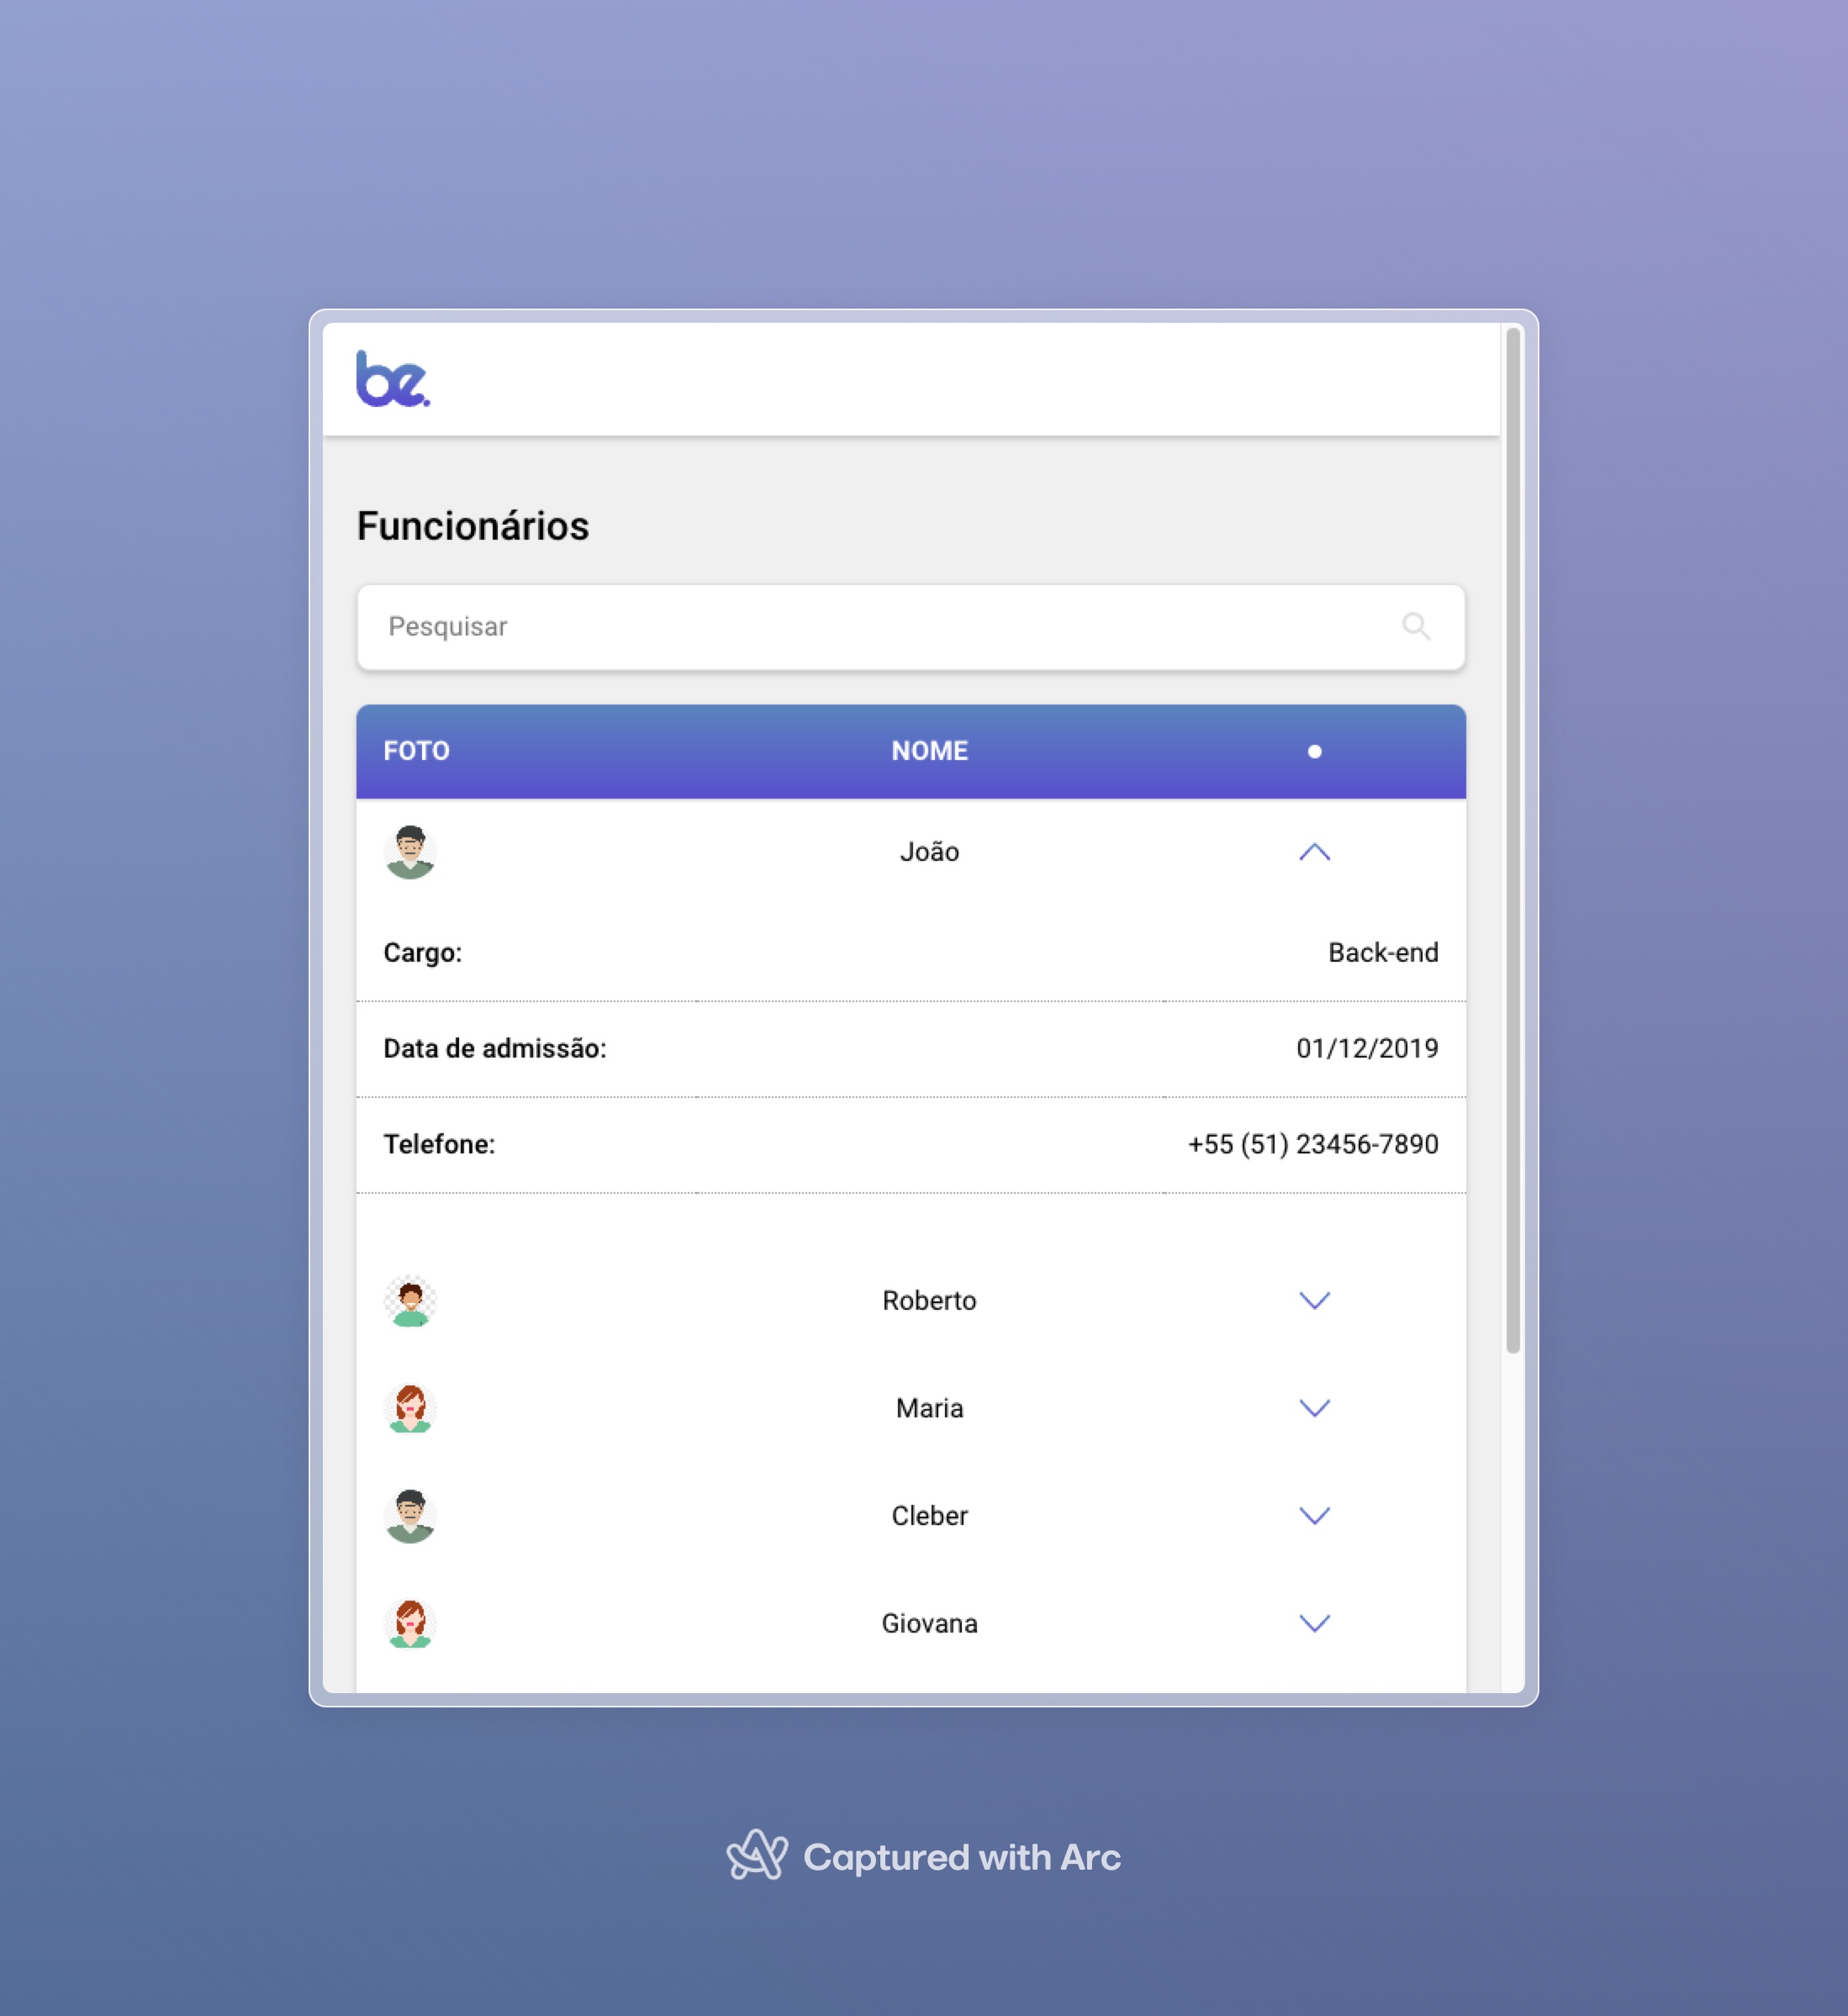 be.
Funcionários
Pesquisar
FOTO NOME
João
Cargo: Back-end
Data de admissão: 01/12/2019
Telefone: +55 (51) 23456-7890
Roberto
Maria
Cleber
Giovana
Captured with Arc